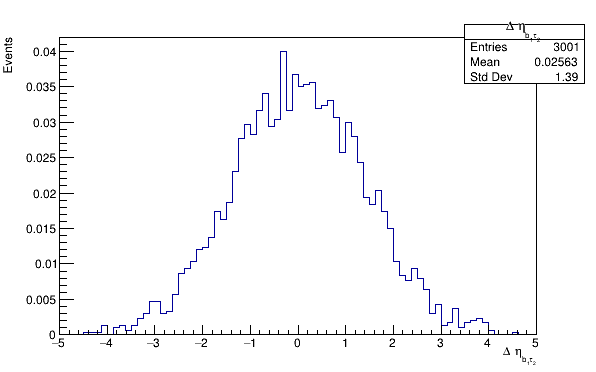 Δ η b₁τ₂
Entries 3001
Mean 0.02563
Std Dev 1.39
Events
0.04
0.035
0.03
0.025
0.02
0.015
0.01
0.005
0
−5 −4 −3 −2 −1 0 1 2 3 4 5
Δ η b₁τ₂